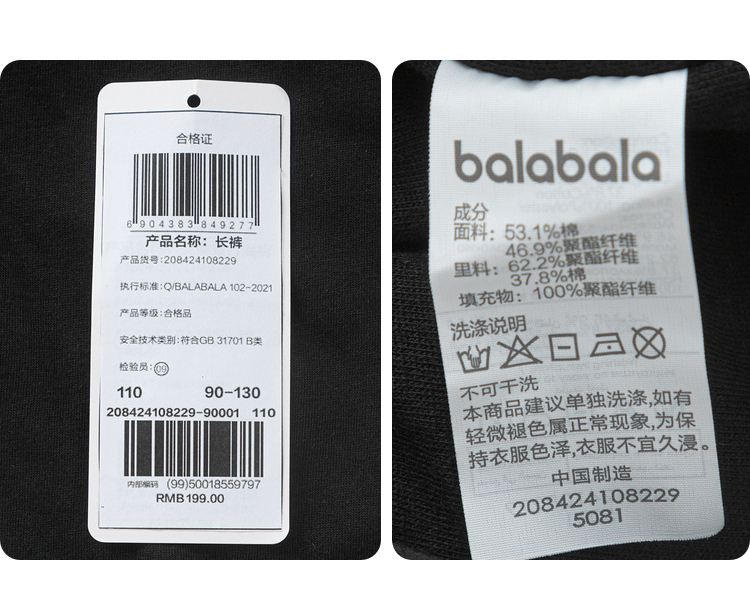 合格证
6 904383 849277
产品名称：长裤
产品货号:208424108229
执行标准:Q/BALABALA 102-2021
产品等级:合格品
安全技术类别:符合GB 31701 B类
检验员:09
110 90-130
208424108229-90001 110
内部编码 (99)50018559797
RMB199.00
balabala
成分
面料：53.1%棉
46.9%聚酯纤维
里料：62.2%聚酯纤维
37.8%棉
填充物：100%聚酯纤维
洗涤说明
不可干洗
本商品建议单独洗涤,如有
轻微褪色属正常现象,为保
持衣服色泽,衣服不宜久浸。
中国制造
208424108229
5081